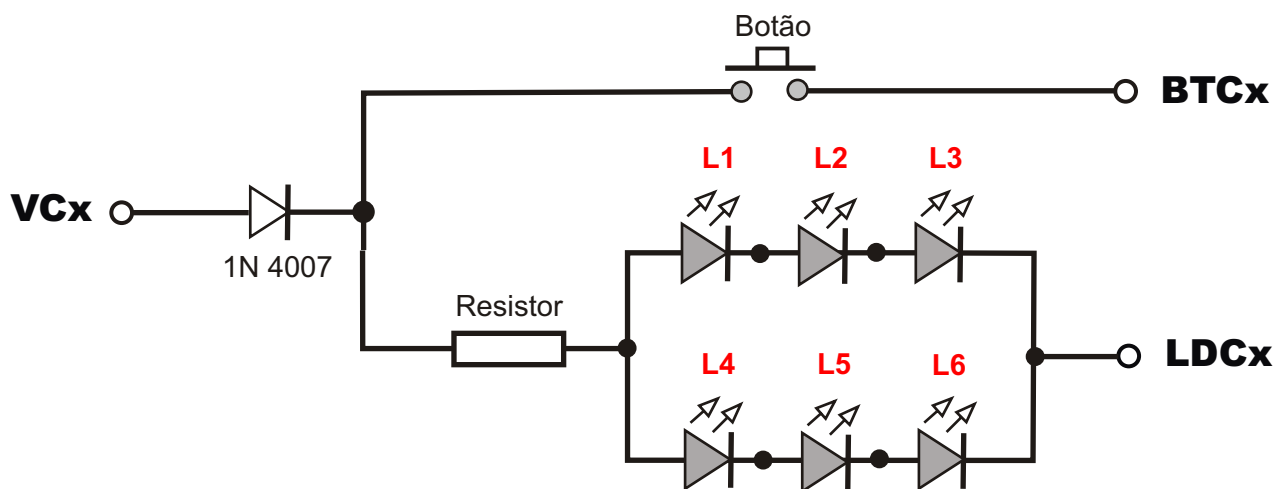 Botão
BTCx
L1 L2 L3
VCx
1N 4007
Resistor
L4 L5 L6
LDCx